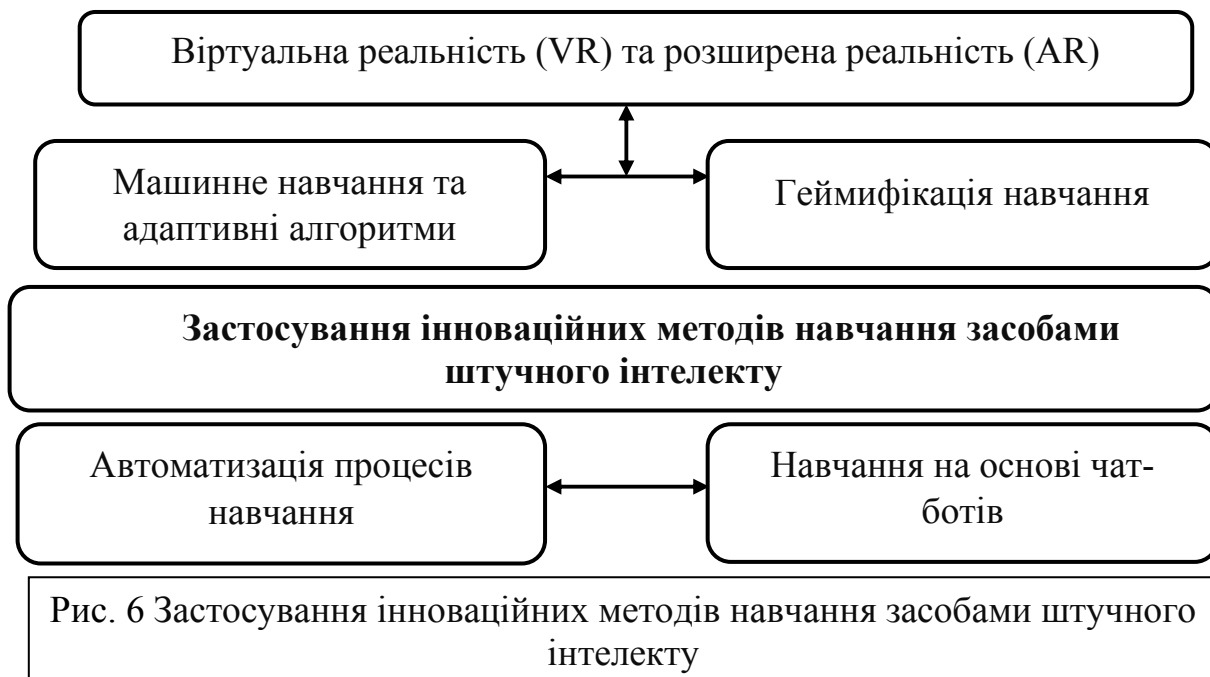 Віртуальна реальність (VR) та розширена реальність (AR)
Машинне навчання та
адаптивні алгоритми
Геймифікація навчання
Застосування інноваційних методів навчання засобами
штучного інтелекту
Автоматизація процесів
навчання
Навчання на основі чат-
ботів
Рис. 6 Застосування інноваційних методів навчання засобами штучного
інтелекту